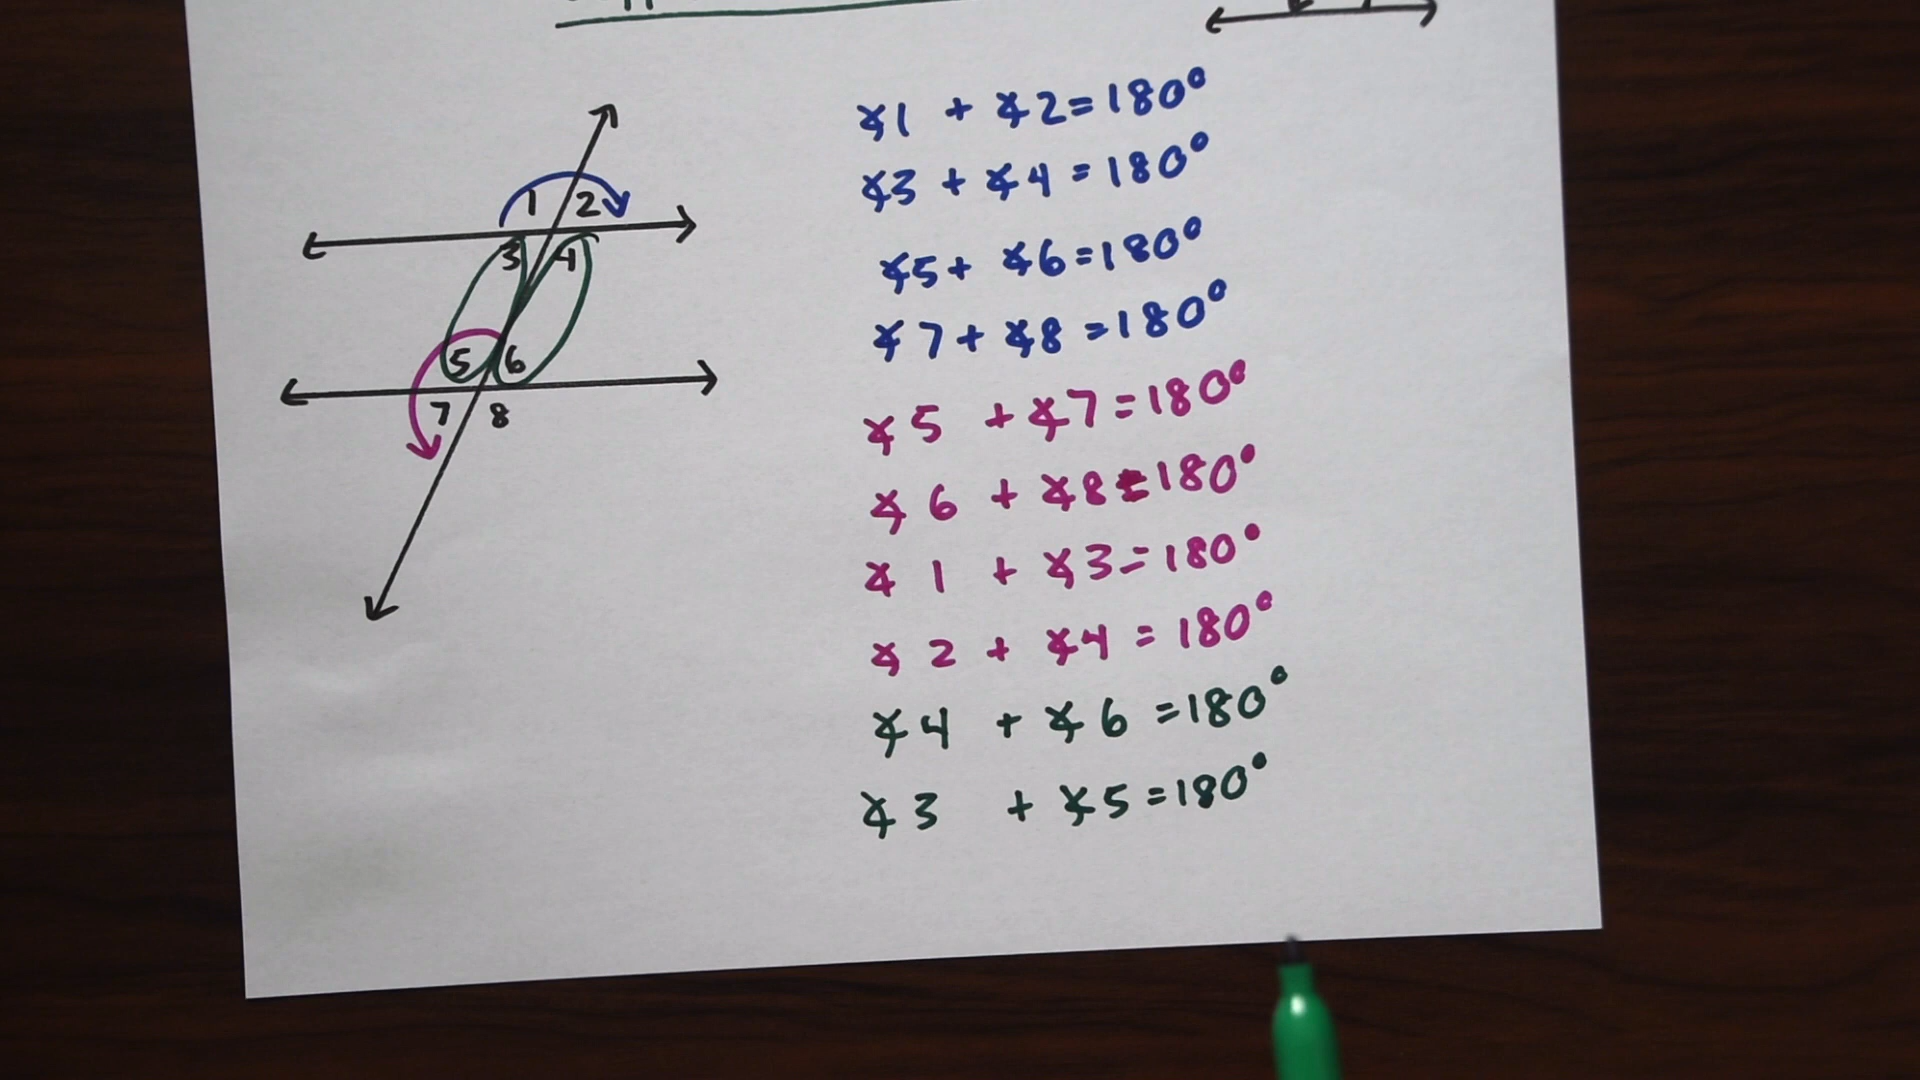 1 2
3 4
5 6
7 8
∡1 + ∡2=180°
∡3 + ∡4=180°
∡5+ ∡6=180°
∡7+ ∡8=180°
∡5 + ∡7=180°
∡6 + ∡8=180°
∡1 + ∡3=180°
∡2 + ∡4=180°
∡4 + ∡6=180°
∡3 + ∡5=180°